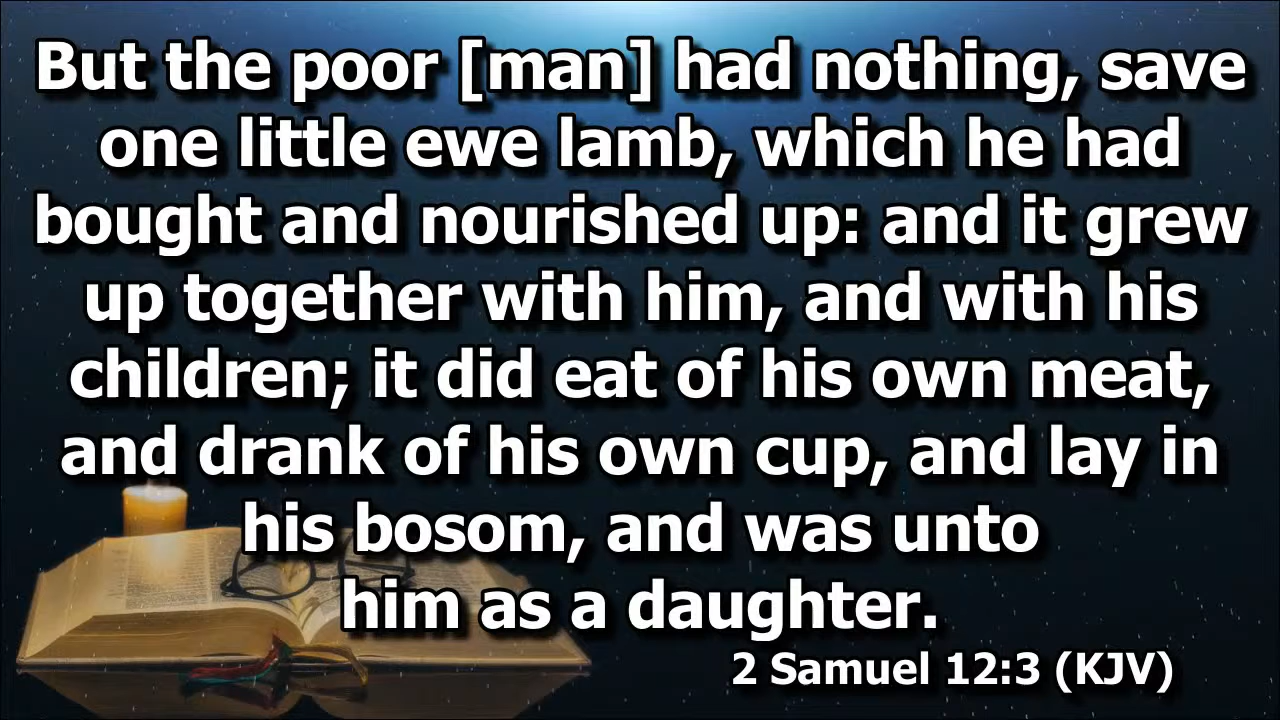 But the poor [man] had nothing, save
one little ewe lamb, which he had
bought and nourished up: and it grew
up together with him, and with his
children; it did eat of his own meat,
and drank of his own cup, and lay in
his bosom, and was unto
him as a daughter.
2 Samuel 12:3 (KJV)